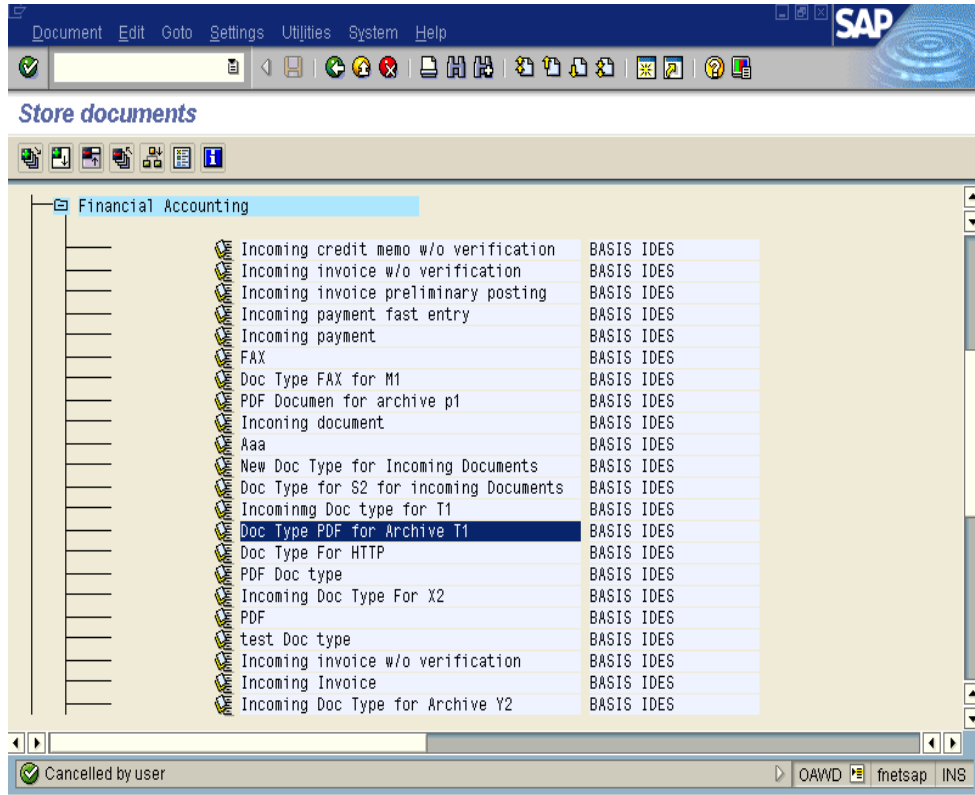 Document Edit Goto Settings Utilities System Help
SAP
Store documents
Financial Accounting
Incoming credit memo w/o verification BASIS IDES
Incoming invoice w/o verification BASIS IDES
Incoming invoice preliminary posting BASIS IDES
Incoming payment fast entry BASIS IDES
Incoming payment BASIS IDES
FAX BASIS IDES
Doc Type FAX for M1 BASIS IDES
PDF Documen for archive p1 BASIS IDES
Inconing document BASIS IDES
Aaa BASIS IDES
New Doc Type for Incoming Documents BASIS IDES
Doc Type for S2 for incoming Documents BASIS IDES
Incominmg Doc type for T1 BASIS IDES
Doc Type PDF for Archive T1 BASIS IDES
Doc Type For HTTP BASIS IDES
PDF Doc type BASIS IDES
Incoming Doc Type For X2 BASIS IDES
PDF BASIS IDES
test Doc type BASIS IDES
Incoming invoice w/o verification BASIS IDES
Incoming Invoice BASIS IDES
Incoming Doc Type for Archive Y2 BASIS IDES
Cancelled by user OAWD fnetsap INS